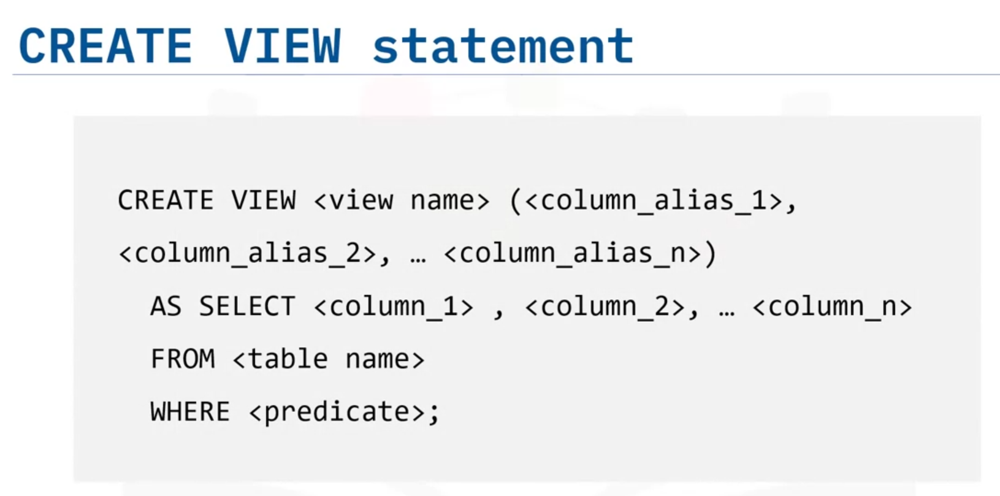 CREATE VIEW statement
CREATE VIEW <view name> (<column_alias_1>,
<column_alias_2>, … <column_alias_n>)
AS SELECT <column_1> , <column_2>, … <column_n>
FROM <table name>
WHERE <predicate>;